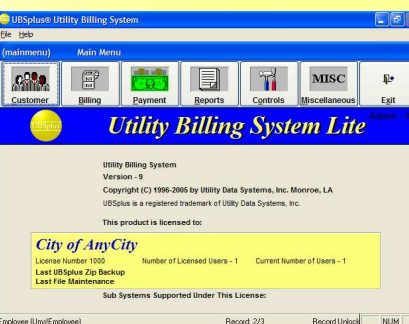 UBSplus® Utility Billing System
File Help
(mainmenu) Main Menu
Customer Billing Payment Reports Controls MISC Miscellaneous Exit
UBSplus Utility Billing System Lite
Utility Billing System
Version - 9
Copyright (C) 1996-2005 by Utility Data Systems, Inc. Monroe, LA
UBSplus is a registered trademark of Utility Data Systems, Inc.
This product is licensed to:
City of AnyCity
License Number 1000 Number of Licensed Users - 1 Current Number of Users - 1
Last UBSplus Zip Backup
Last File Maintenance
Sub Systems Supported Under This License:
Record: 2/3 Record Unlock NUM